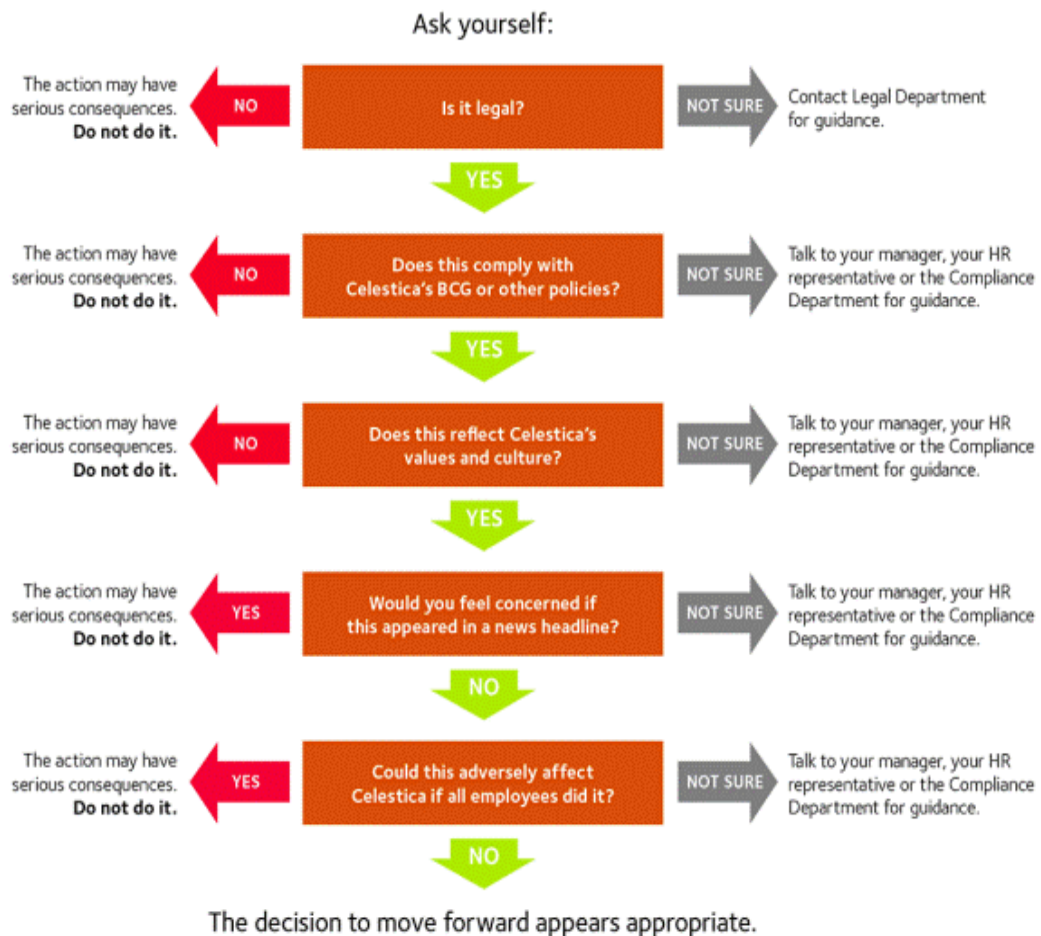 Ask yourself:
The action may have
serious consequences.
Do not do it.
NO
Is it legal?
NOT SURE
Contact Legal Department
for guidance.
YES
The action may have
serious consequences.
Do not do it.
NO
Does this comply with
Celestica's BCG or other policies?
NOT SURE
Talk to your manager, your HR
representative or the Compliance
Department for guidance.
YES
The action may have
serious consequences.
Do not do it.
NO
Does this reflect Celestica's
values and culture?
NOT SURE
Talk to your manager, your HR
representative or the Compliance
Department for guidance.
YES
The action may have
serious consequences.
Do not do it.
YES
Would you feel concerned if
this appeared in a news headline?
NOT SURE
Talk to your manager, your HR
representative or the Compliance
Department for guidance.
NO
The action may have
serious consequences.
Do not do it.
YES
Could this adversely affect
Celestica if all employees did it?
NOT SURE
Talk to your manager, your HR
representative or the Compliance
Department for guidance.
NO
The decision to move forward appears appropriate.